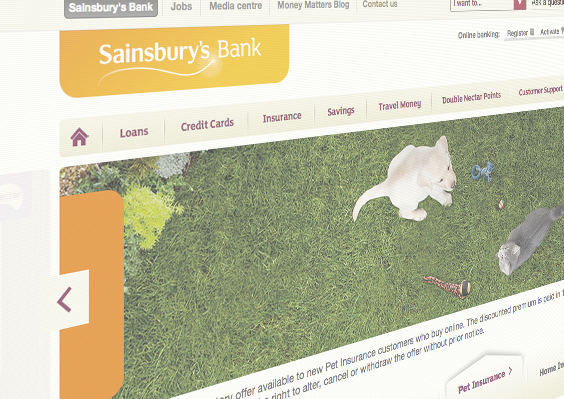 Sainsbury's Bank
Jobs
Media centre
Money Matters Blog
Contact us
I want to...
Ask a question
Sainsbury's Bank
Online banking:
Register
Activate
Loans
Credit Cards
Insurance
Savings
Travel Money
Double Nectar Points
Customer Support
offer available to new Pet Insurance customers who buy online. The discounted premium is paid in
right to alter, cancel or withdraw the offer without prior notice.
Pet Insurance
Home In